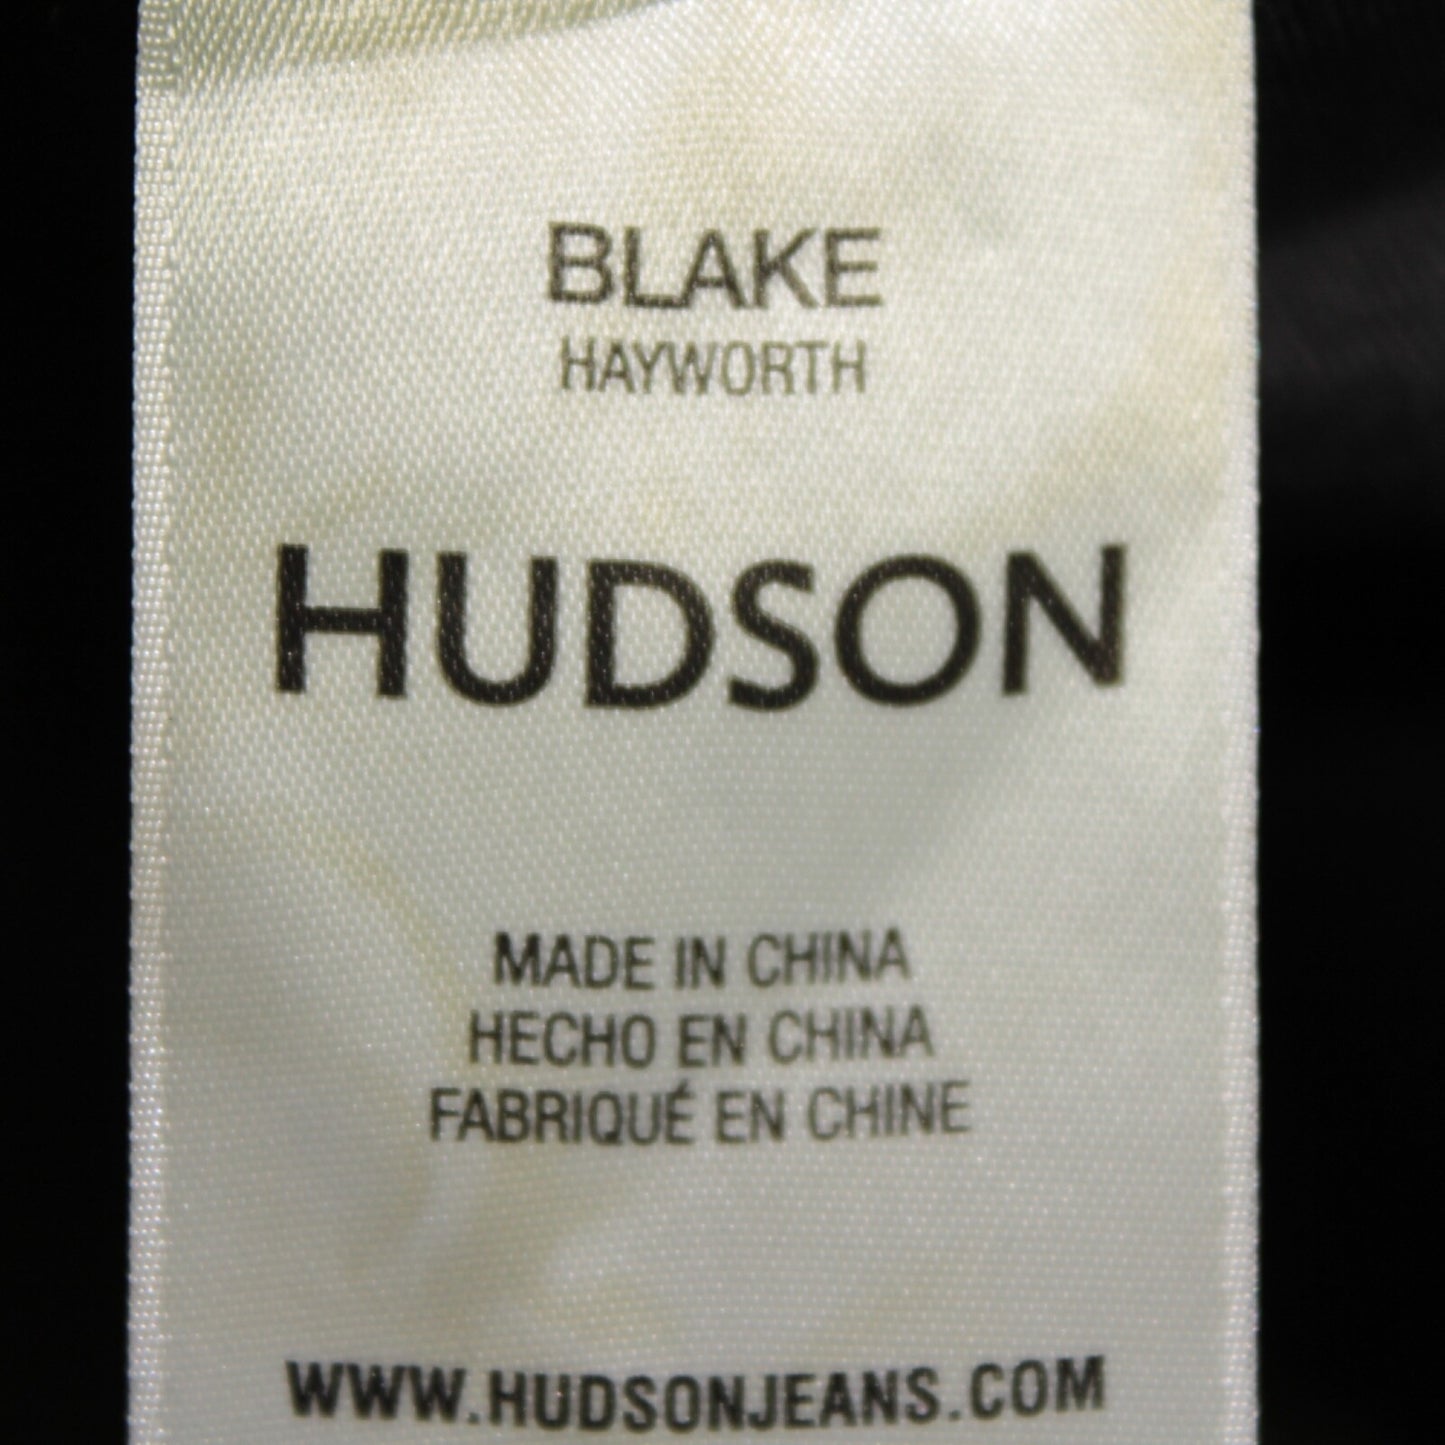 BLAKE
HAYWORTH
HUDSON
MADE IN CHINA
HECHO EN CHINA
FABRIQUÉ EN CHINE
WWW.HUDSONJEANS.COM